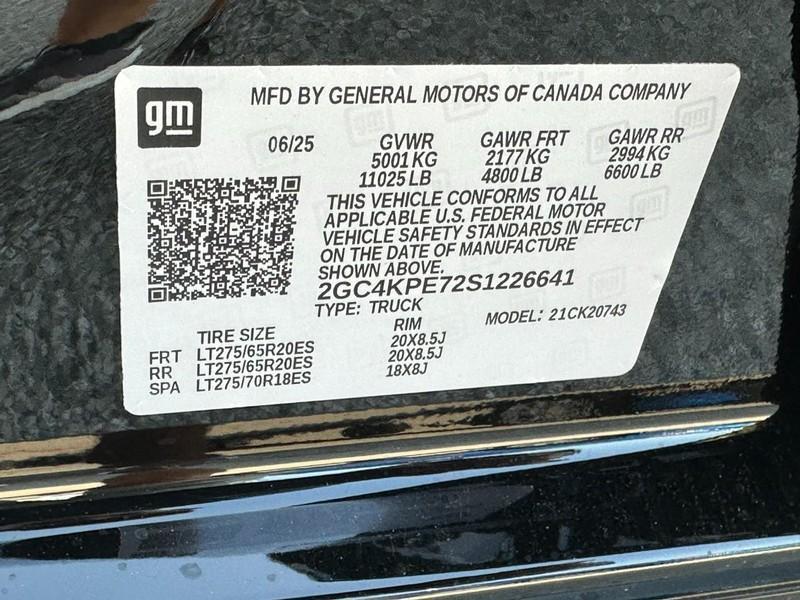 gm
MFD BY GENERAL MOTORS OF CANADA COMPANY
06/25 GVWR GAWR FRT GAWR RR
5001 KG 2177 KG 2994 KG
11025 LB 4800 LB 6600 LB
THIS VEHICLE CONFORMS TO ALL
APPLICABLE U.S. FEDERAL MOTOR
VEHICLE SAFETY STANDARDS IN EFFECT
ON THE DATE OF MANUFACTURE
SHOWN ABOVE.
2GC4KPE72S1226641
TYPE: TRUCK
MODEL: 21CK20743
TIRE SIZE RIM
FRT LT275/65R20ES 20X8.5J
RR LT275/65R20ES 20X8.5J
SPA LT275/70R18ES 18X8J